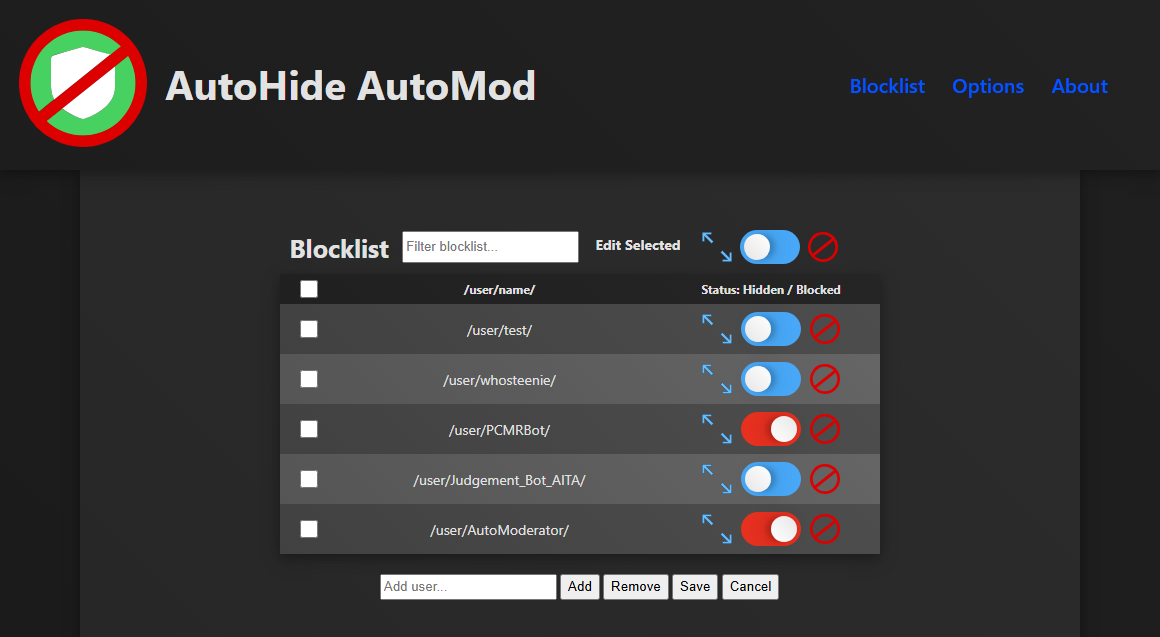 AutoHide AutoMod
Blocklist Options About
Blocklist Filter blocklist... Edit Selected
/user/name/ Status: Hidden / Blocked
/user/test/
/user/whosteenie/
/user/PCMRBot/
/user/Judgement_Bot_AITA/
/user/AutoModerator/
Add user... Add Remove Save Cancel